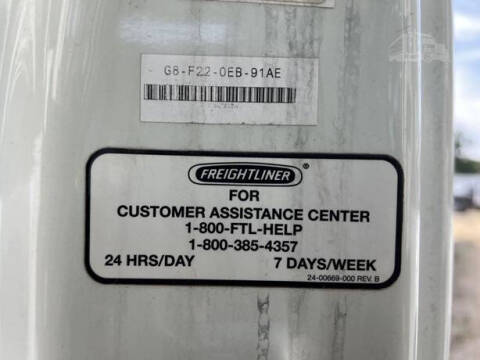 G8-F22-0EB-91AE
FREIGHTLINER ®
FOR
CUSTOMER ASSISTANCE CENTER
1-800-FTL-HELP
1-800-385-4357
24 HRS/DAY 7 DAYS/WEEK
24-00669-000 REV. B